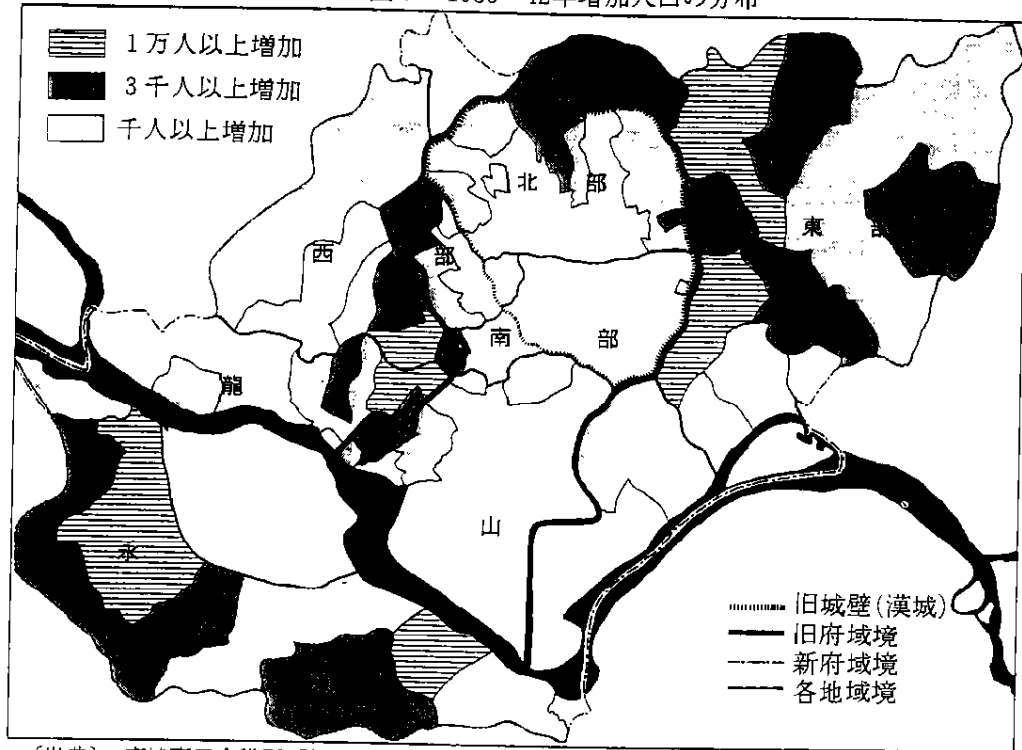 1万人以上増加
3千人以上増加
千人以上増加
北 部
東
西 部
南 部
龍
山
永
旧城壁(漢城)
旧府域境
新府域境
各地域境